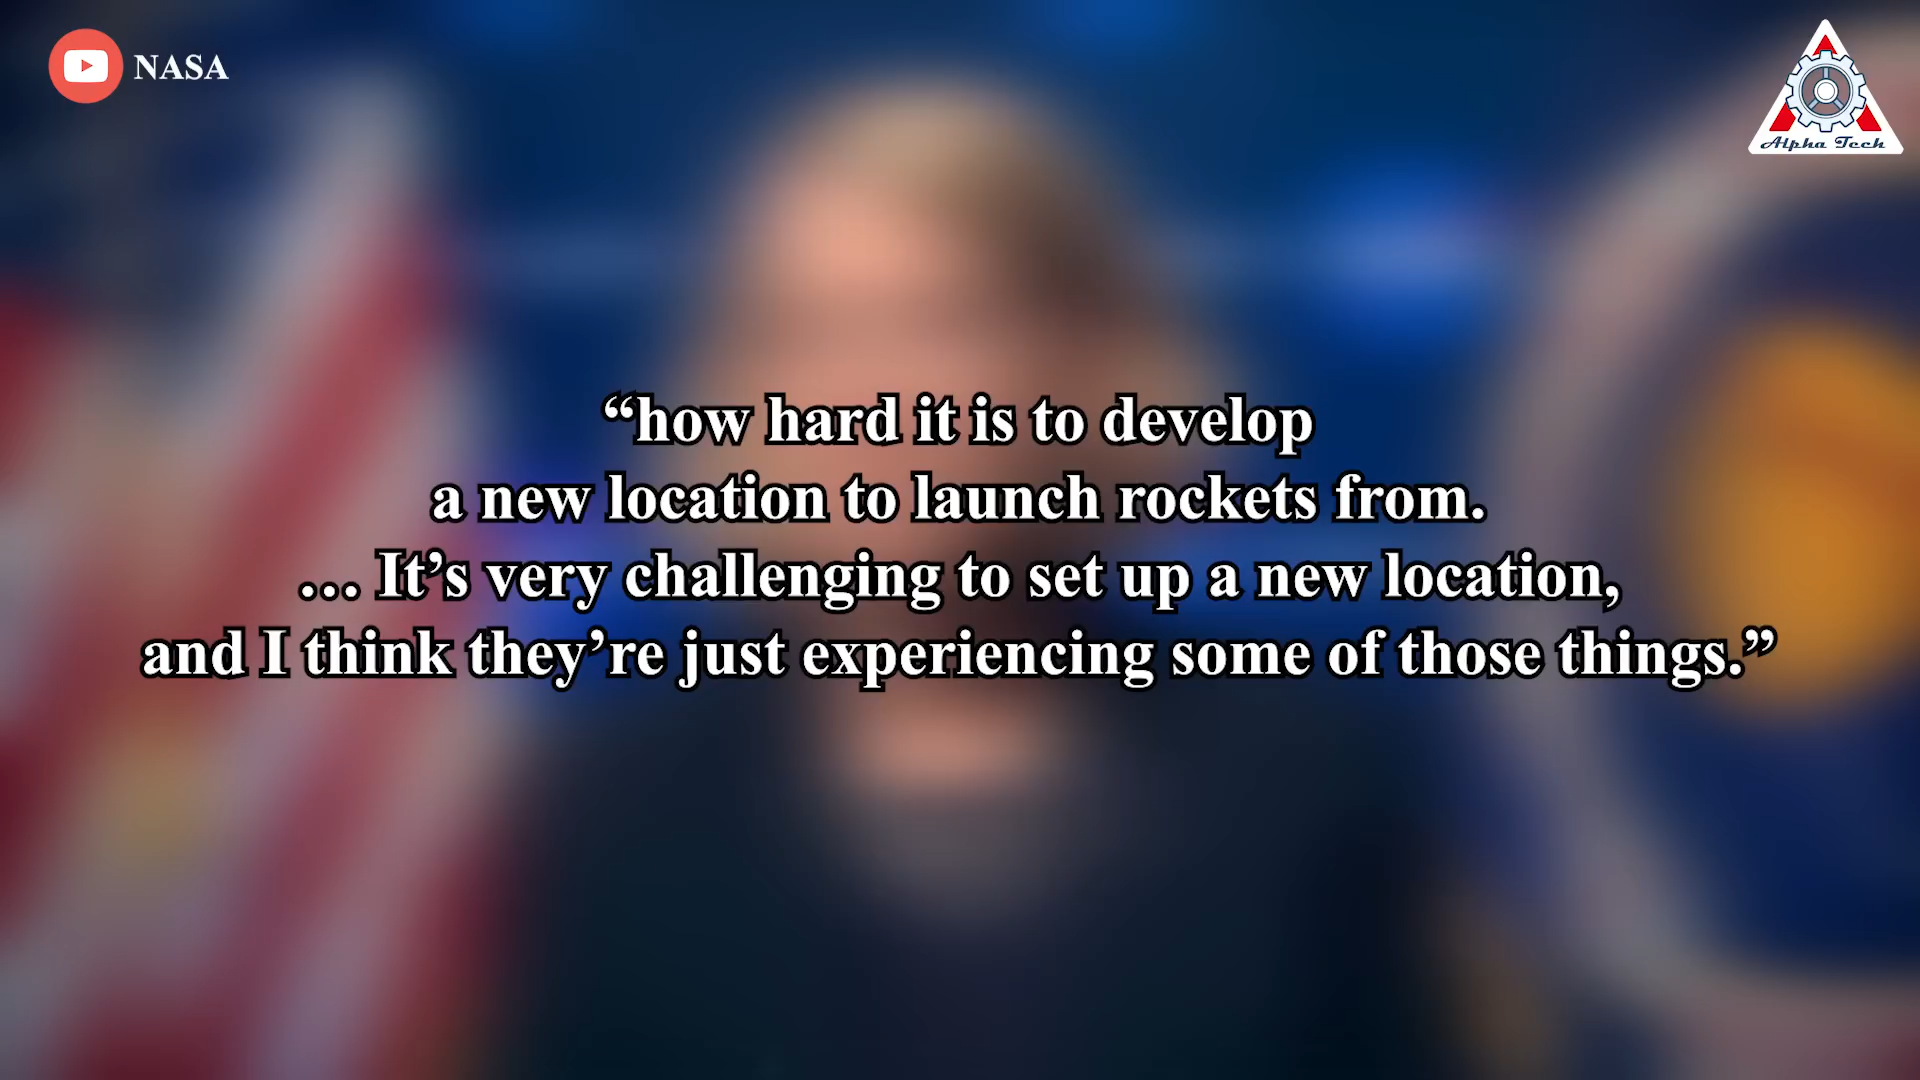 NASA
Alpha Tech
“how hard it is to develop
a new location to launch rockets from.
… It’s very challenging to set up a new location,
and I think they’re just experiencing some of those things.”